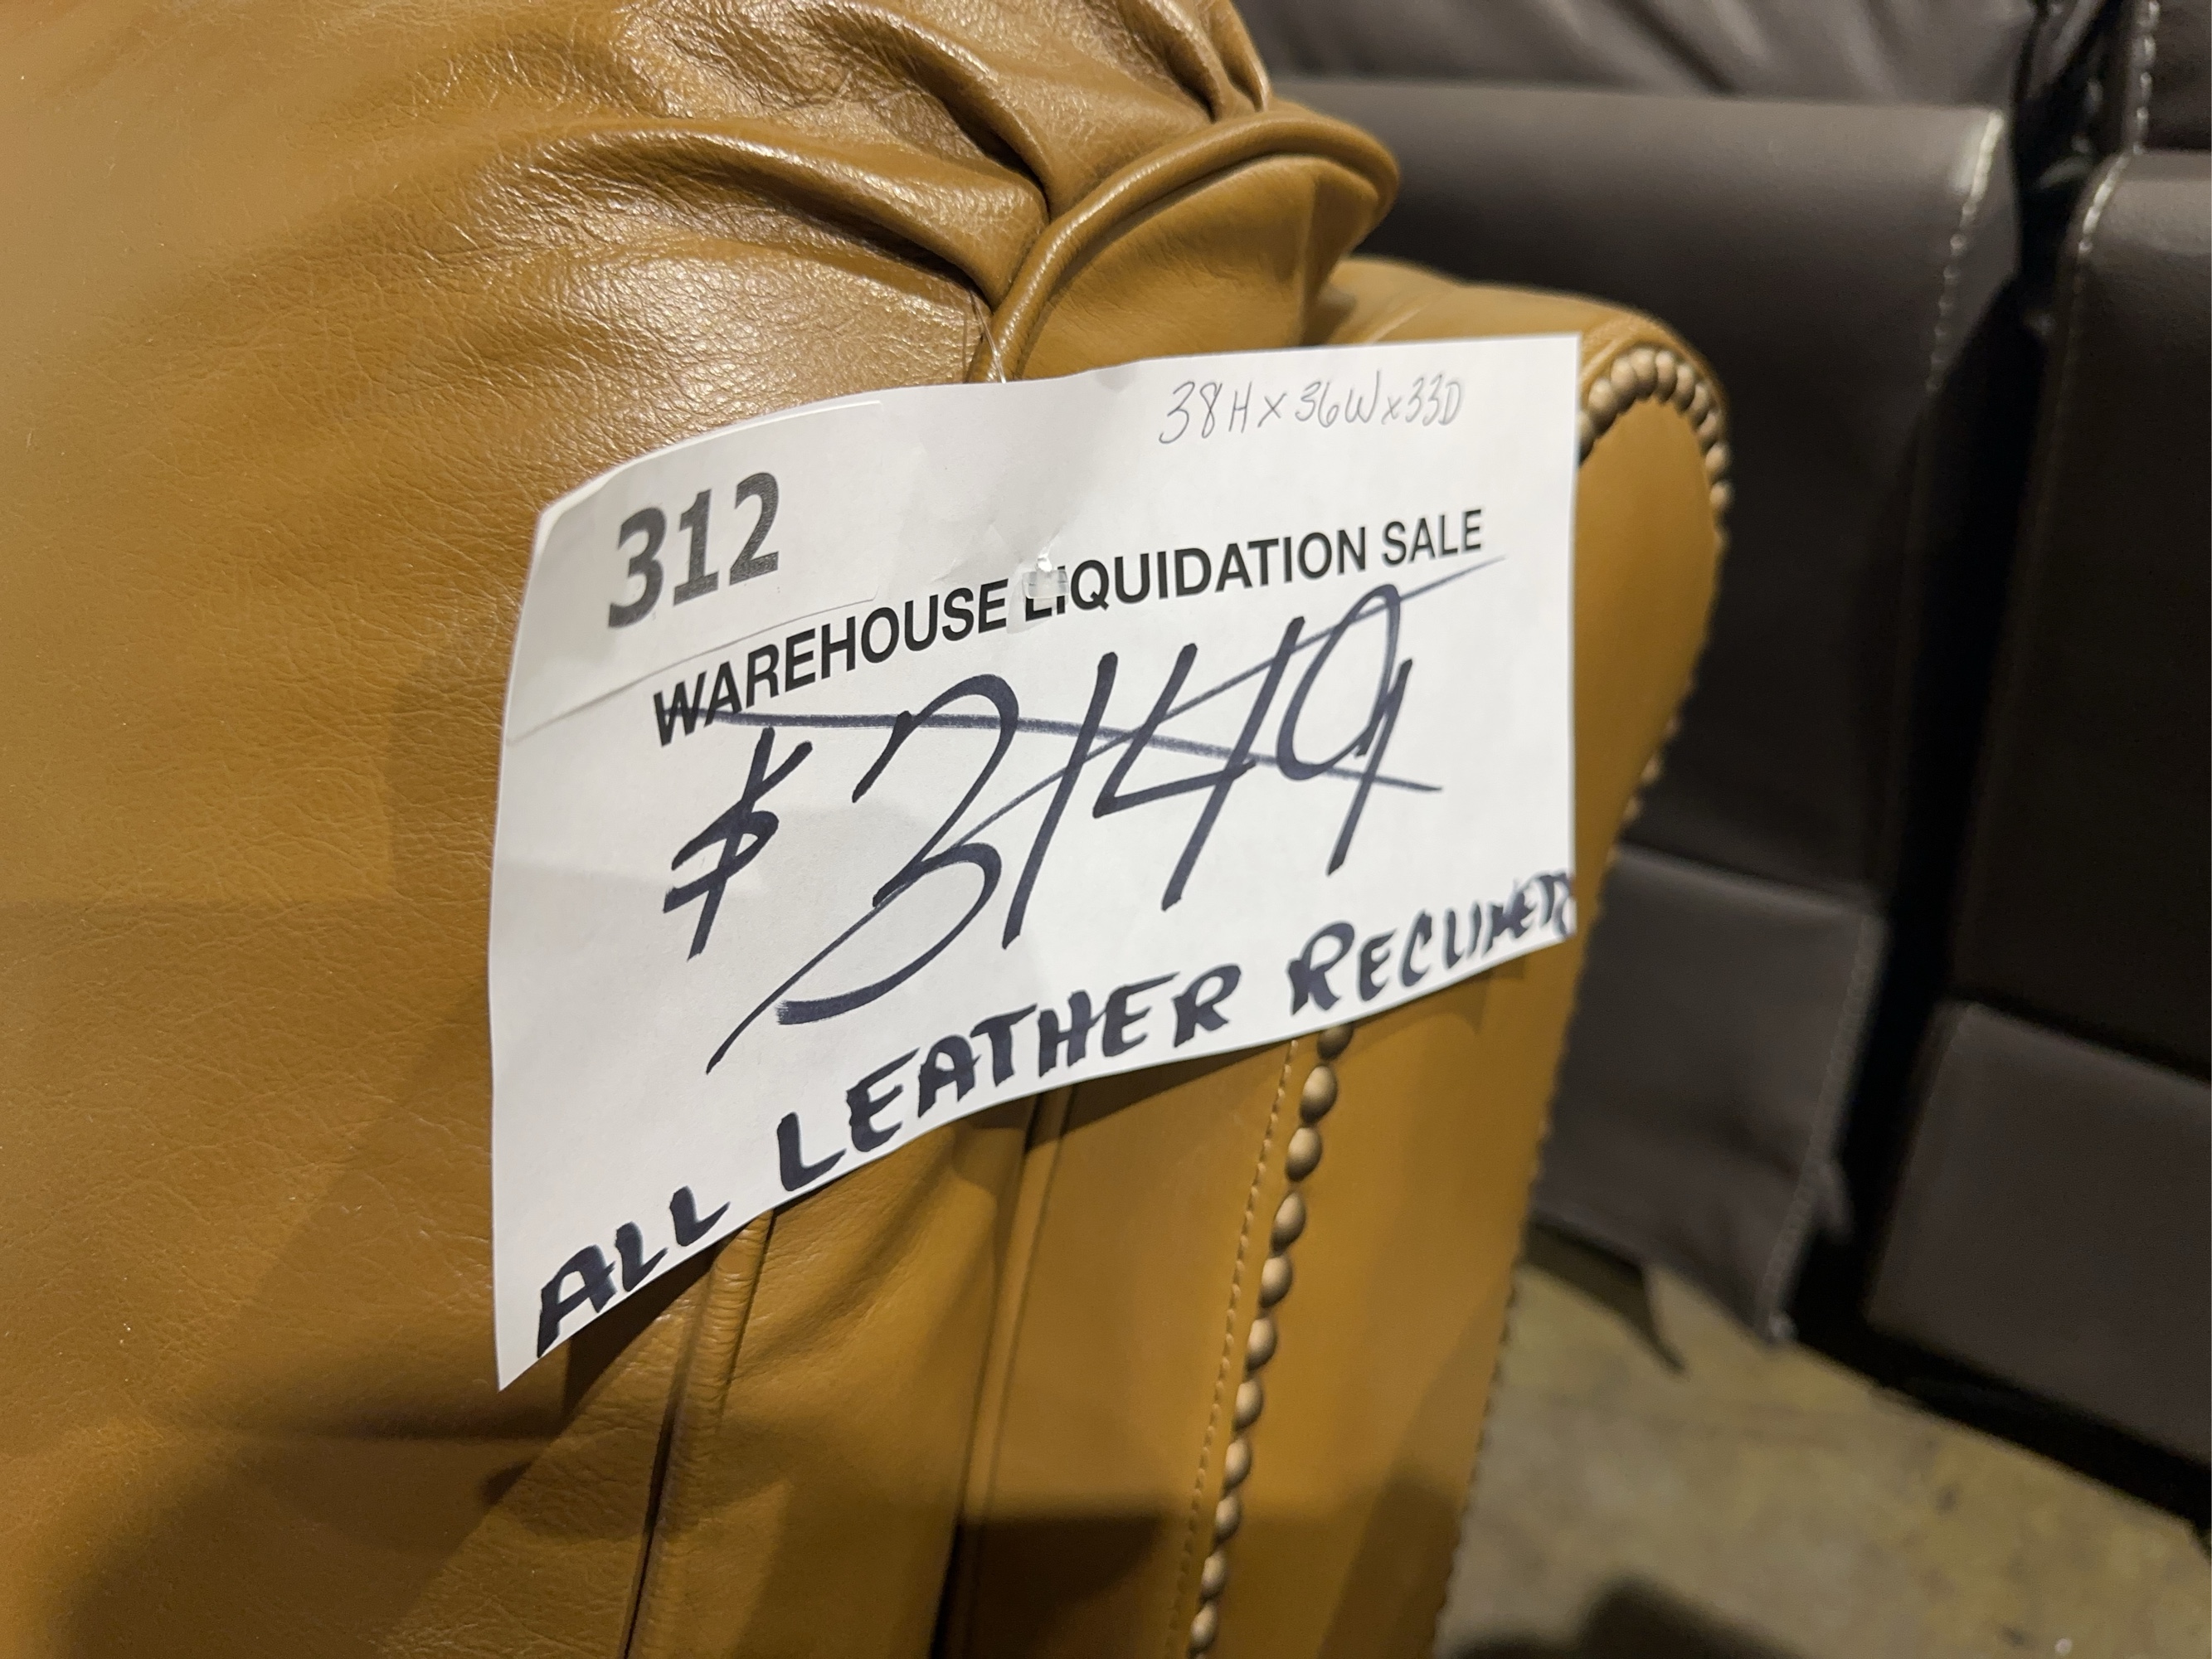 38H x 36W x 33D
312
WAREHOUSE LIQUIDATION SALE
$3149
ALL LEATHER RECLINER